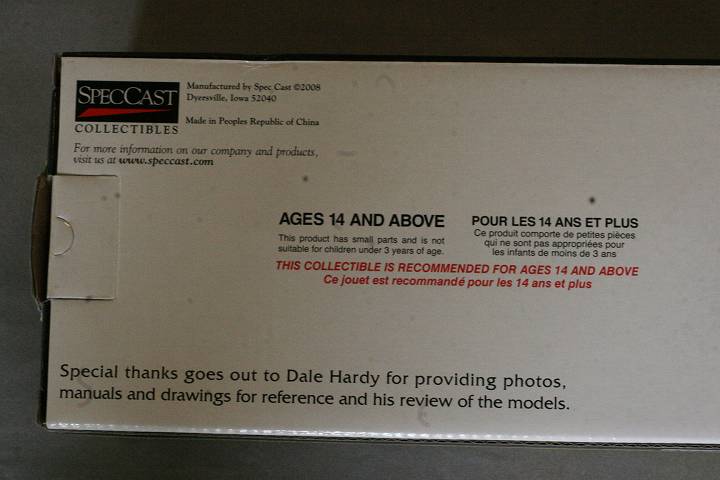 SPECCAST
COLLECTIBLES
Manufactured by Spec Cast ©2008
Dyersville, Iowa 52040
Made in Peoples Republic of China
For more information on our company and products,
visit us at www.speccast.com
AGES 14 AND ABOVE
This product has small parts and is not
suitable for children under 3 years of age.
POUR LES 14 ANS ET PLUS
Ce produit comporte de petites pièces
qui ne sont pas appropriées pour
les infants de moins de 3 ans
THIS COLLECTIBLE IS RECOMMENDED FOR AGES 14 AND ABOVE
Ce jouet est recommandé pour les 14 ans et plus
Special thanks goes out to Dale Hardy for providing photos,
manuals and drawings for reference and his review of the models.